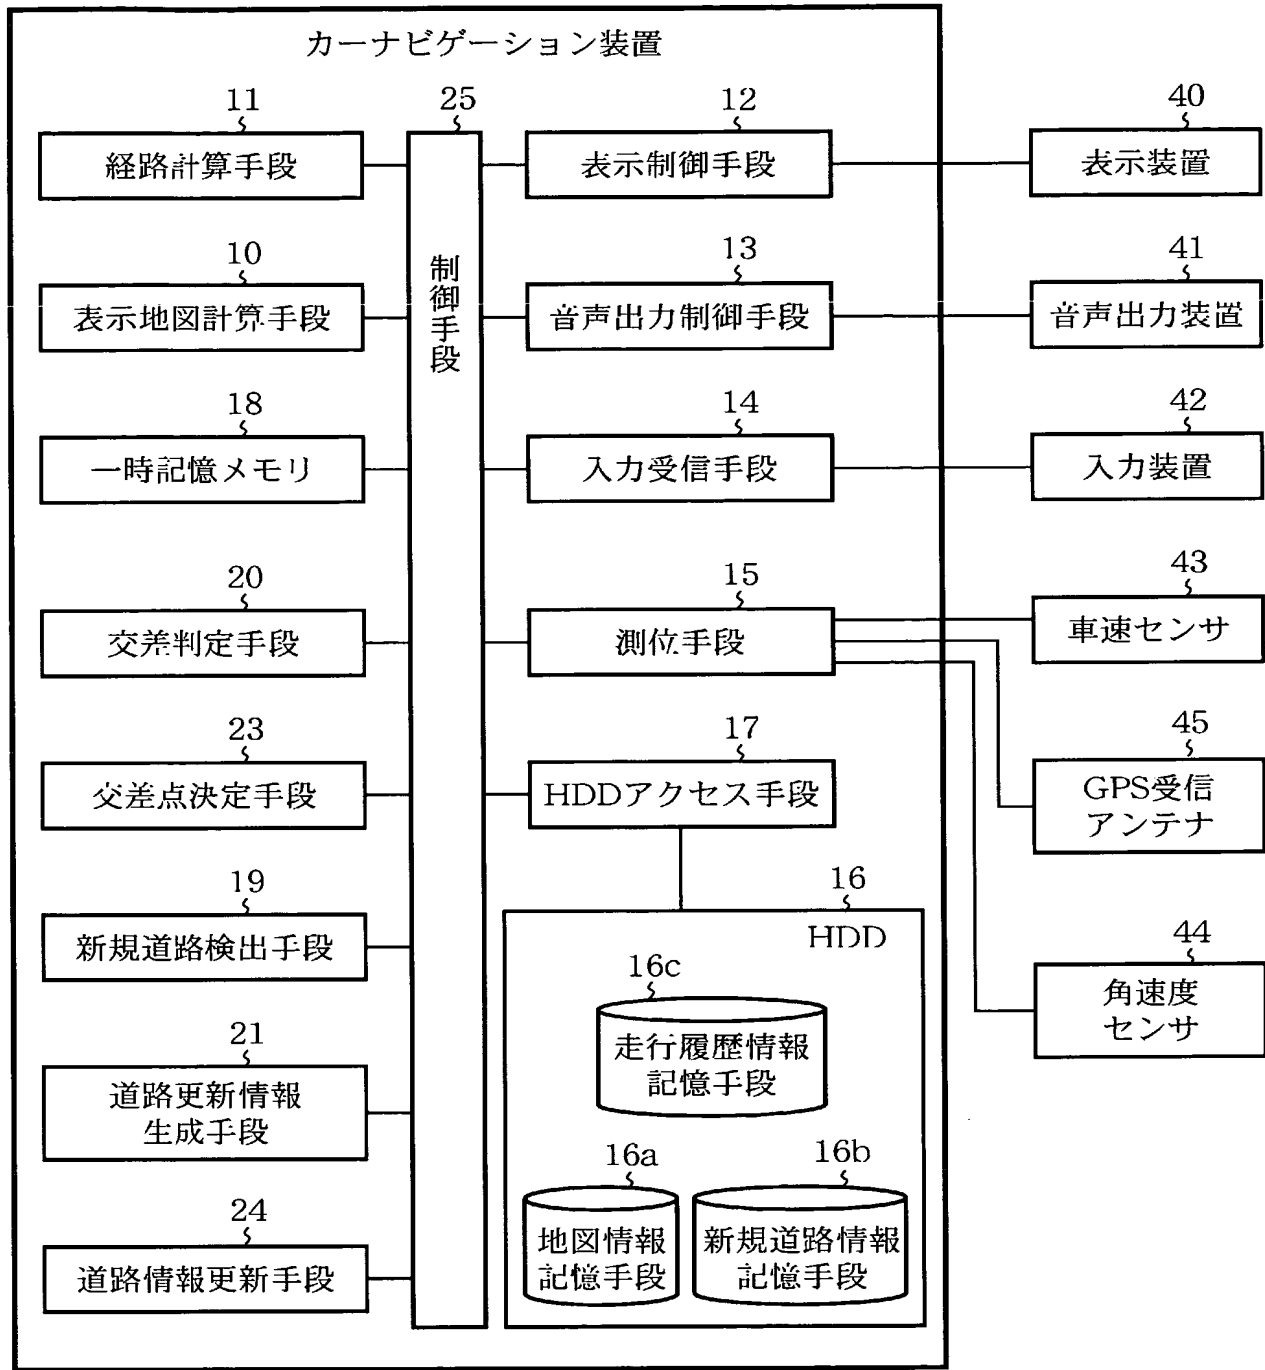 カーナビゲーション装置
11
経路計算手段
25
制御手段
12
表示制御手段
40
表示装置
10
表示地図計算手段
13
音声出力制御手段
41
音声出力装置
18
一時記憶メモリ
14
入力受信手段
42
入力装置
20
交差判定手段
15
測位手段
43
車速センサ
23
交差点決定手段
17
HDDアクセス手段
45
GPS受信
アンテナ
19
新規道路検出手段
16
HDD
44
角速度
センサ
16c
走行履歴情報
記憶手段
21
道路更新情報
生成手段
16a
地図情報
記憶手段
16b
新規道路情報
記憶手段
24
道路情報更新手段